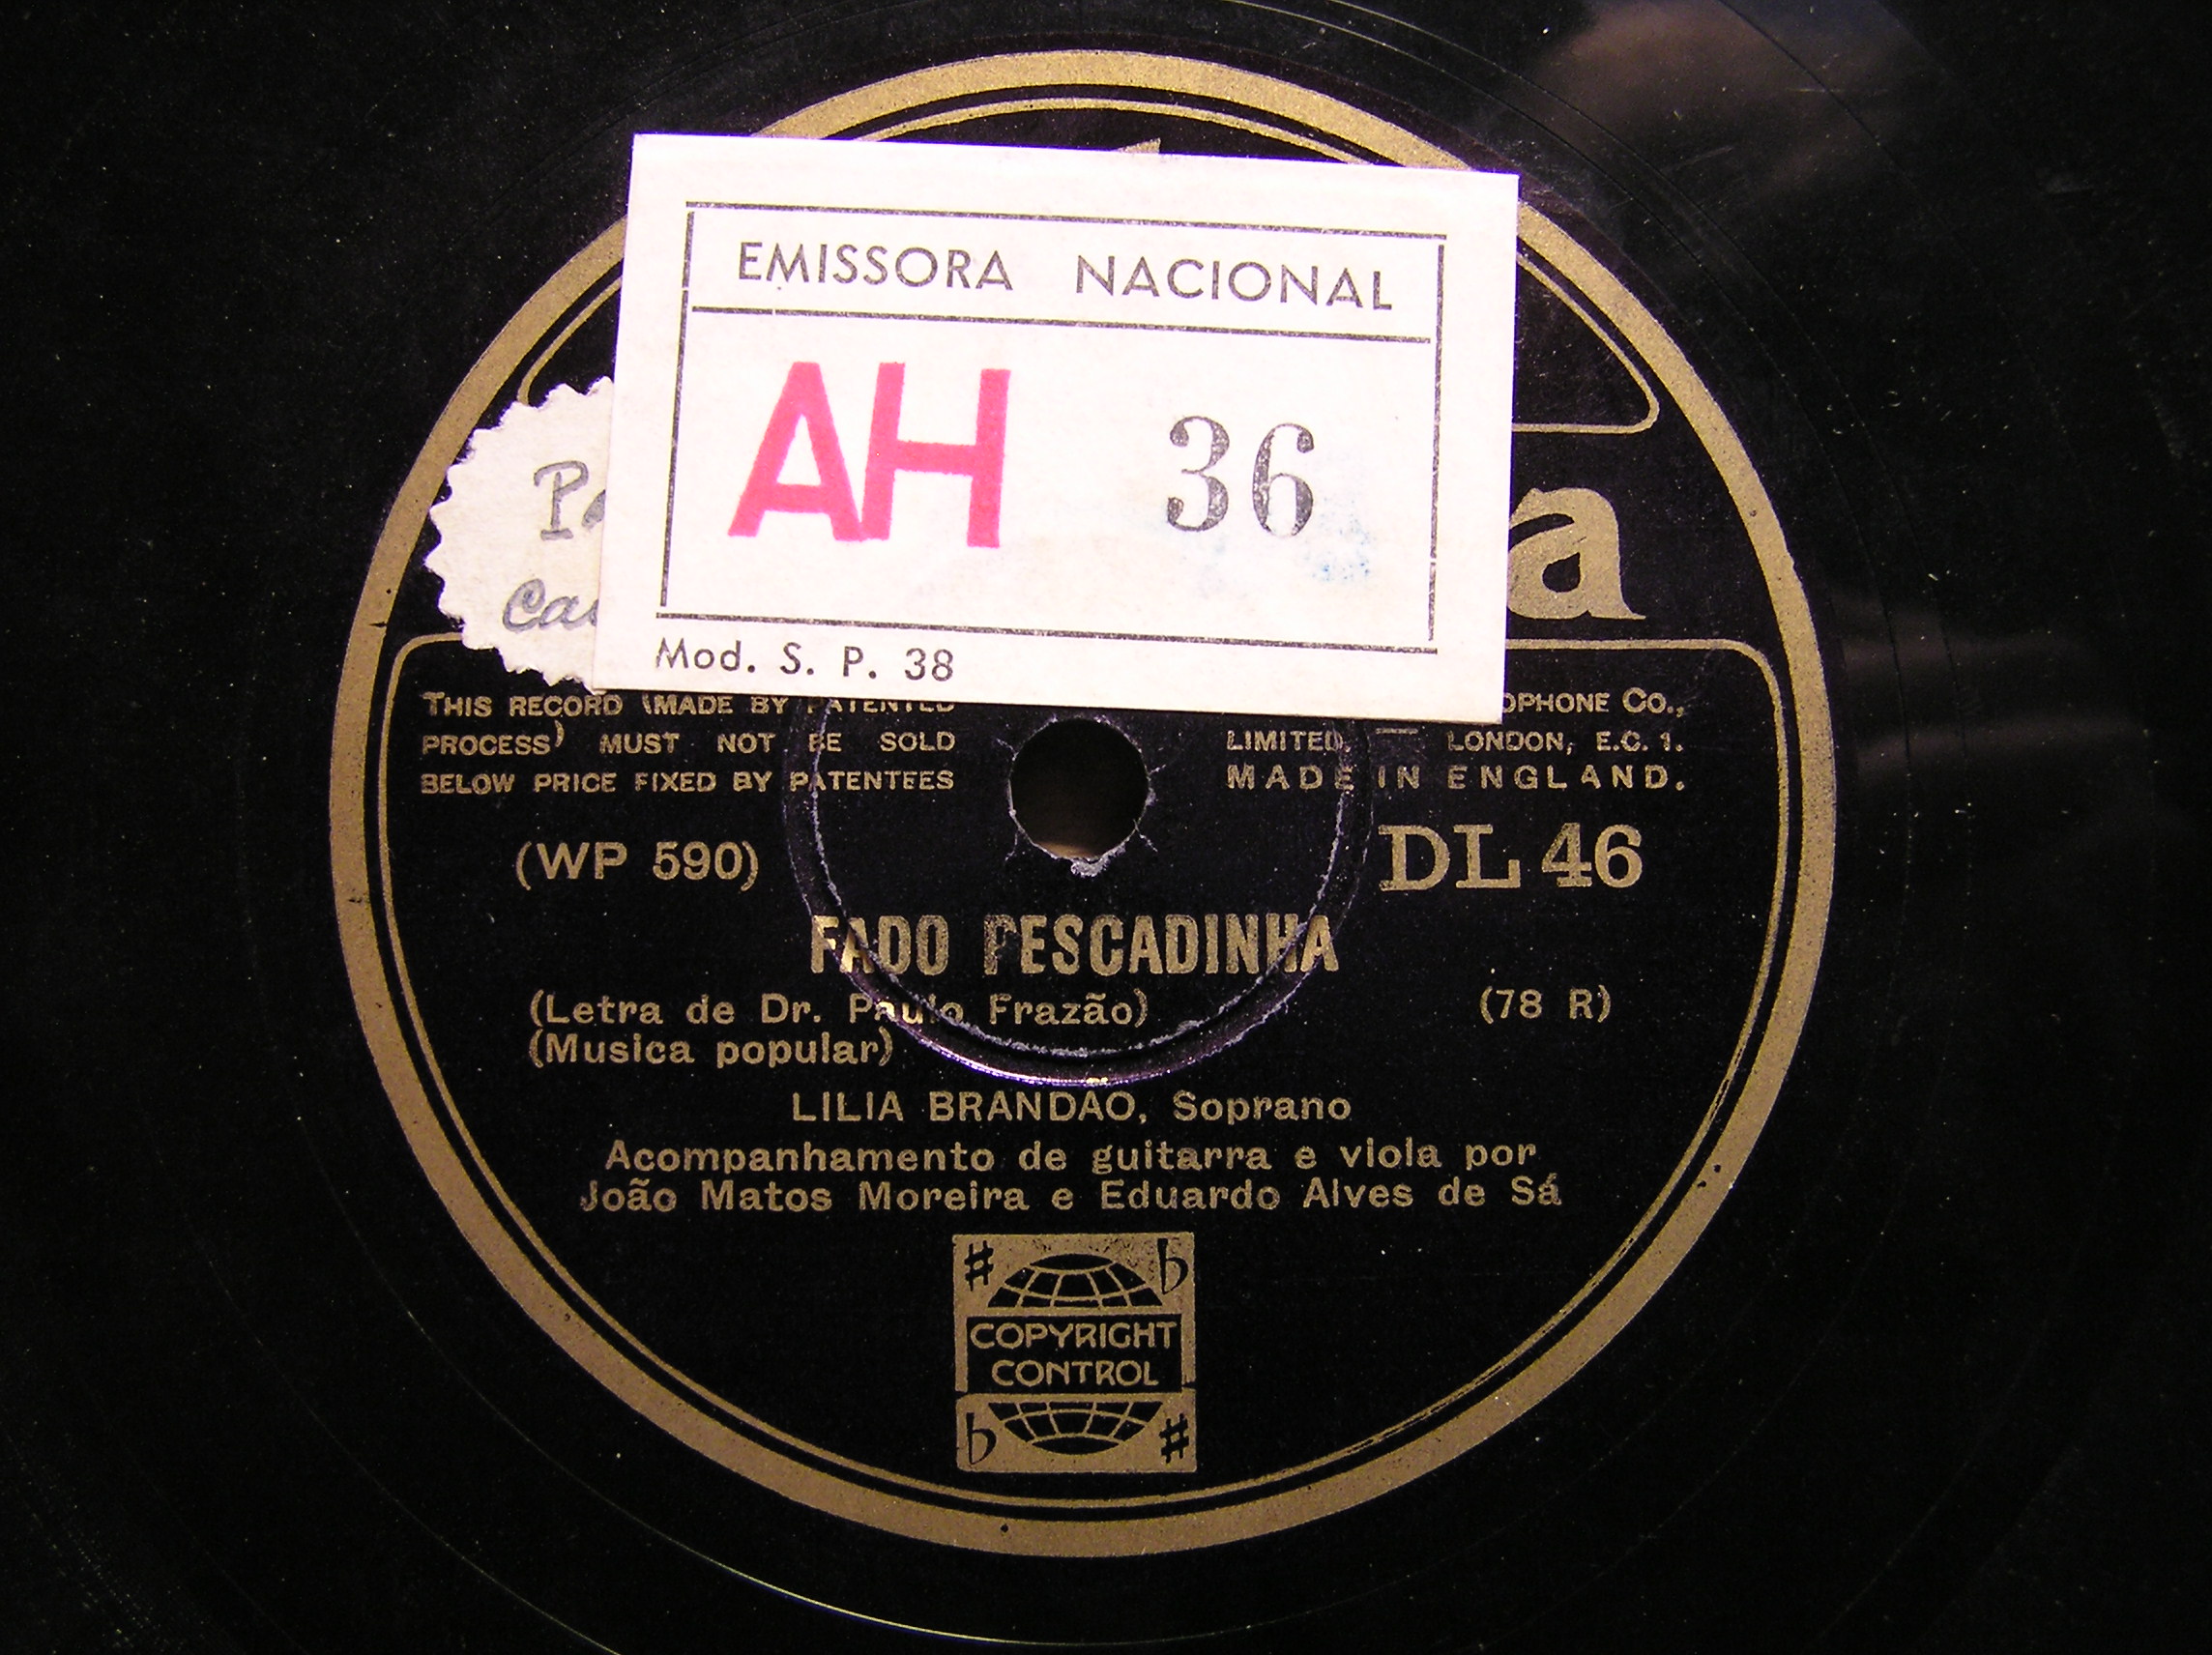 EMISSORA NACIONAL
AH 36
Mod. S. P. 38
a
THIS RECORD (MADE BY PATENTED
PROCESS) MUST NOT BE SOLD
BELOW PRICE FIXED BY PATENTEES
OPHONE CO.,
LIMITED, — LONDON, E.C. 1.
MADE IN ENGLAND.
(WP 590)
DL 46
FADO PESCADINHA
(Letra de Dr. Paulo Frazão)
(78 R)
(Musica popular)
LILIA BRANDAO, Soprano
Acompanhamento de guitarra e viola por
João Matos Moreira e Eduardo Alves de Sá
COPYRIGHT
CONTROL